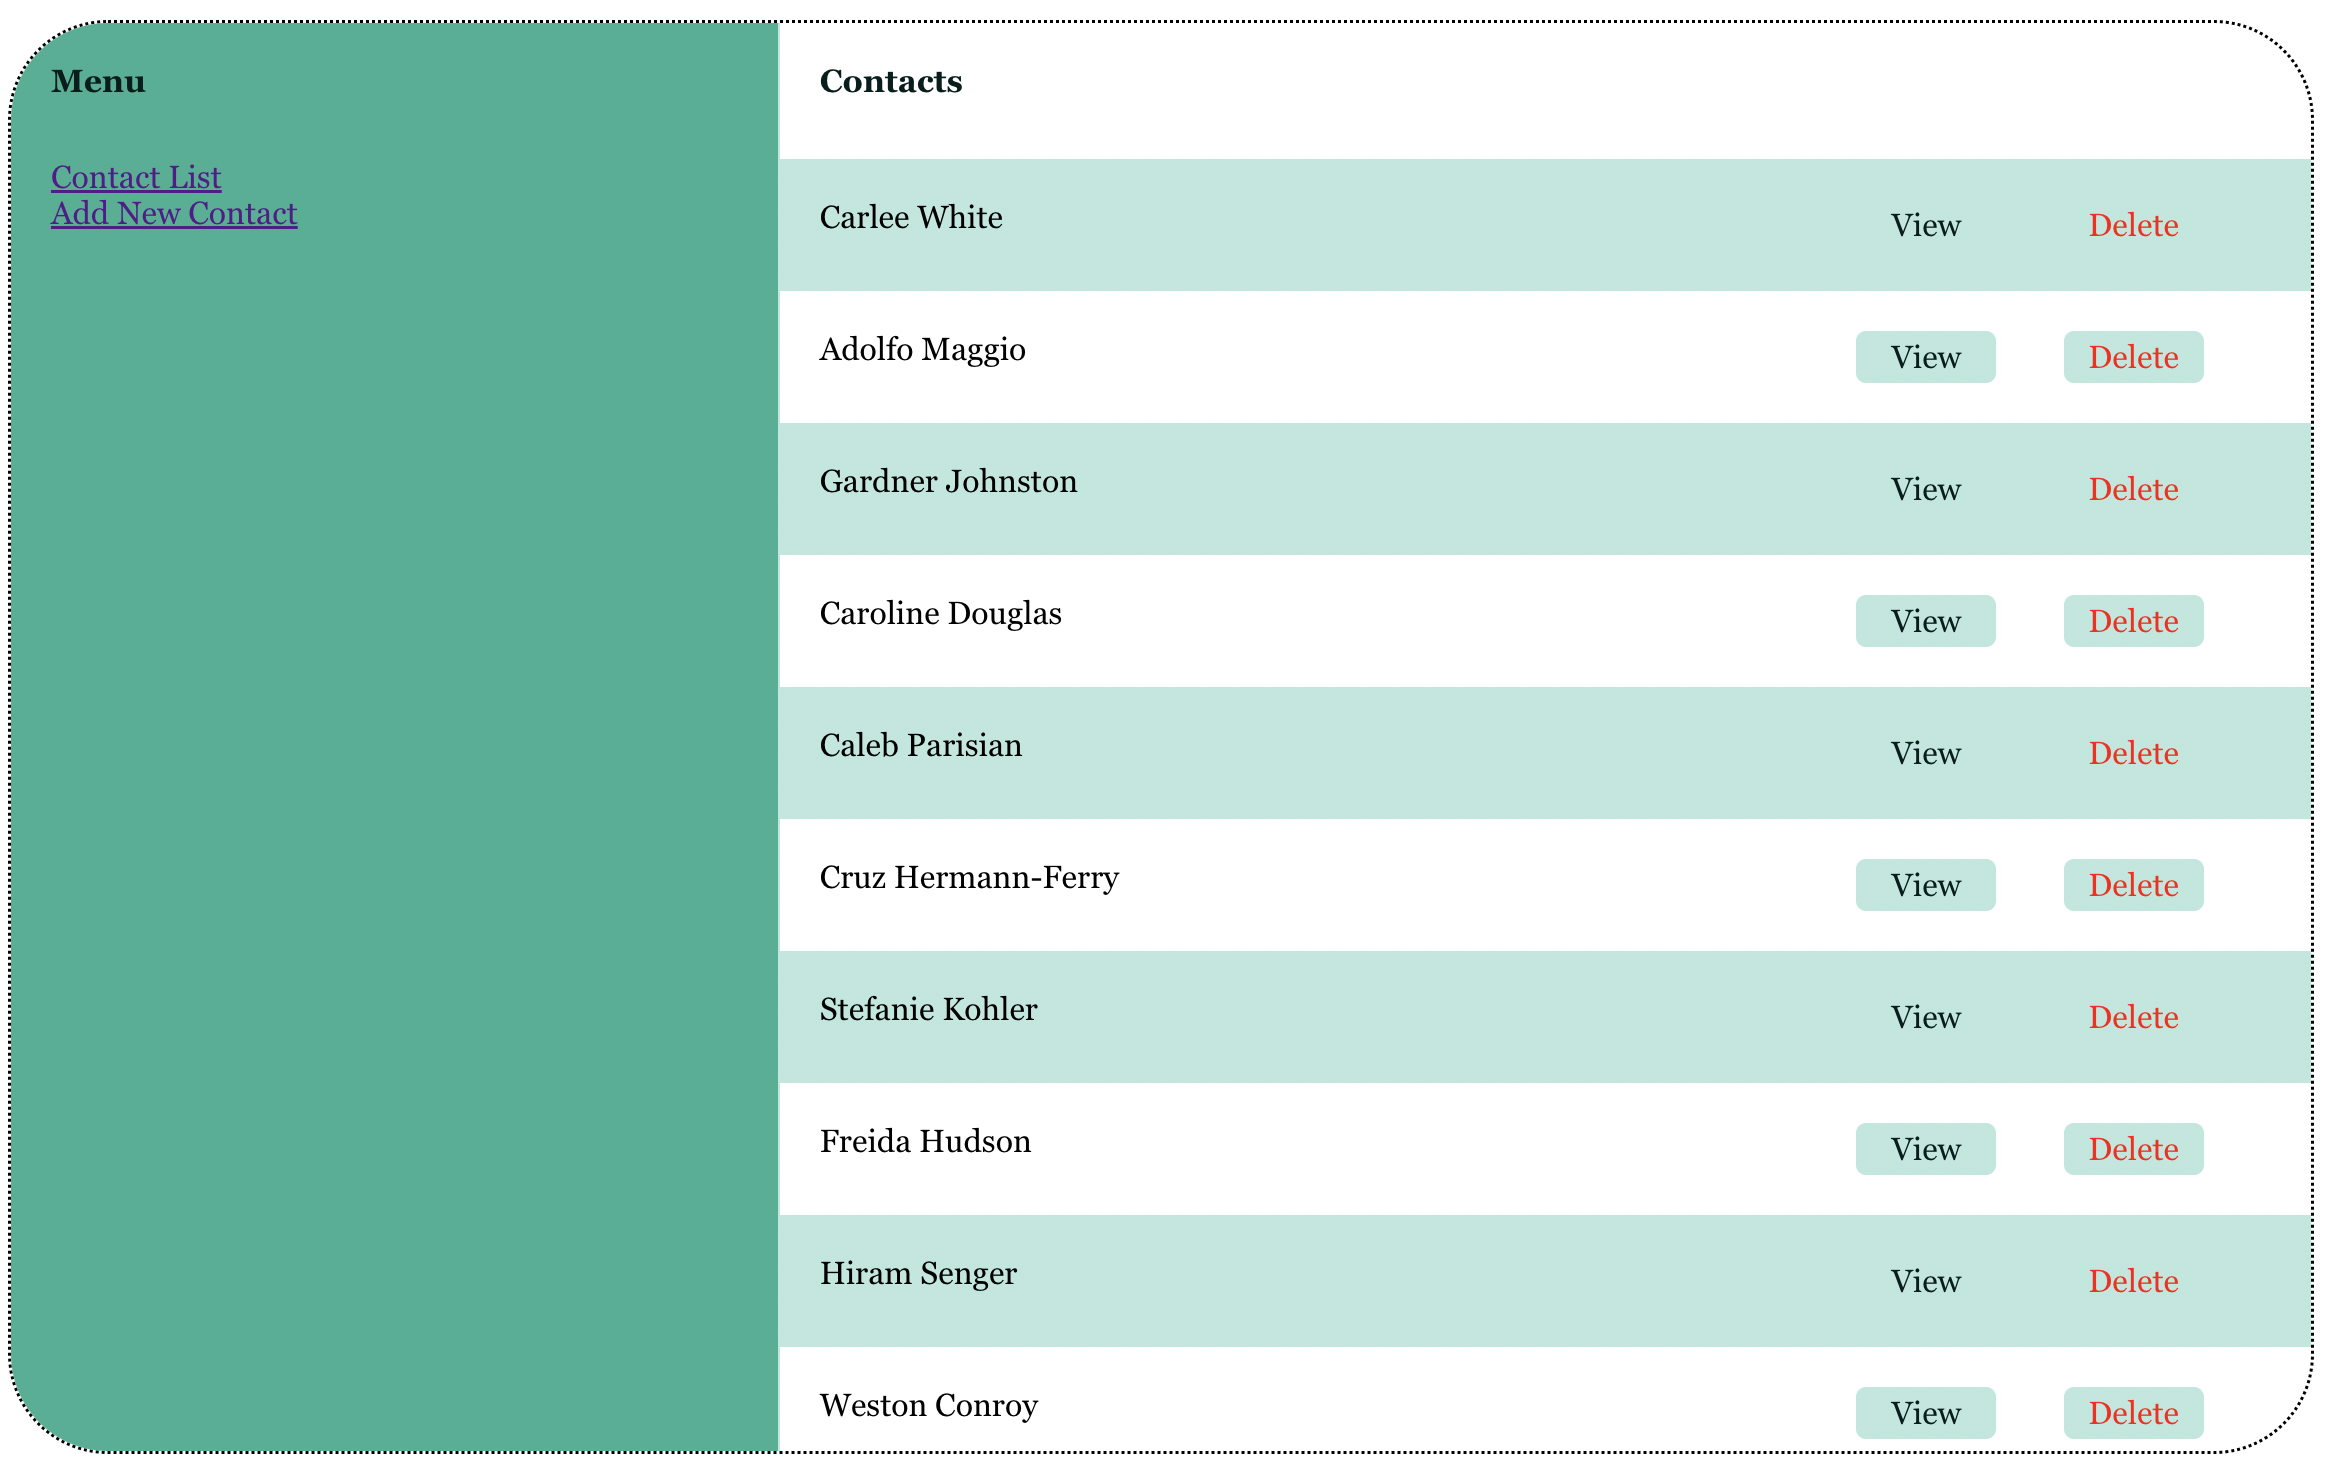 Menu
Contact List
Add New Contact
Contacts
Carlee White View Delete
Adolfo Maggio View Delete
Gardner Johnston View Delete
Caroline Douglas View Delete
Caleb Parisian View Delete
Cruz Hermann-Ferry View Delete
Stefanie Kohler View Delete
Freida Hudson View Delete
Hiram Senger View Delete
Weston Conroy View Delete